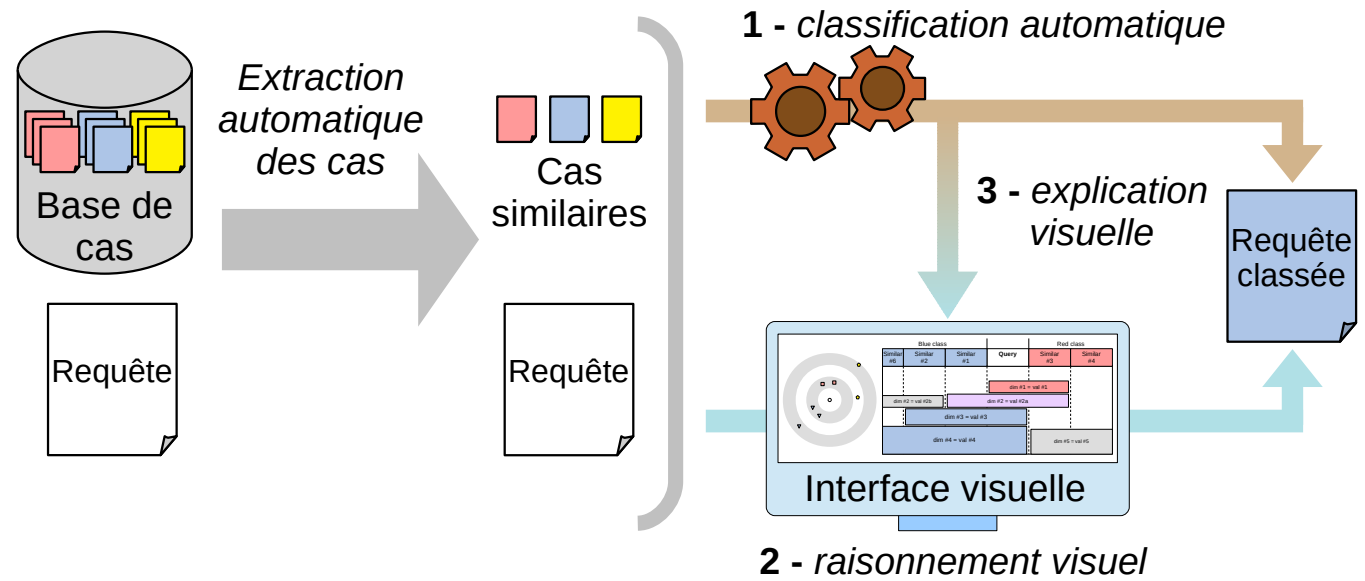 Base de
cas
Requête
Extraction
automatique
des cas
Cas
similaires
Requête
1 - classification automatique
3 - explication
visuelle
Requête
classée
Blue class
Red class
Similar
#6
Similar
#2
Similar
#1
Query
Similar
#3
Similar
#4
dim #1 = val #1
dim #2 = val #2b
dim #2 = val #2a
dim #3 = val #3
dim #4 = val #4
dim #5 = val #5
Interface visuelle
2 - raisonnement visuel